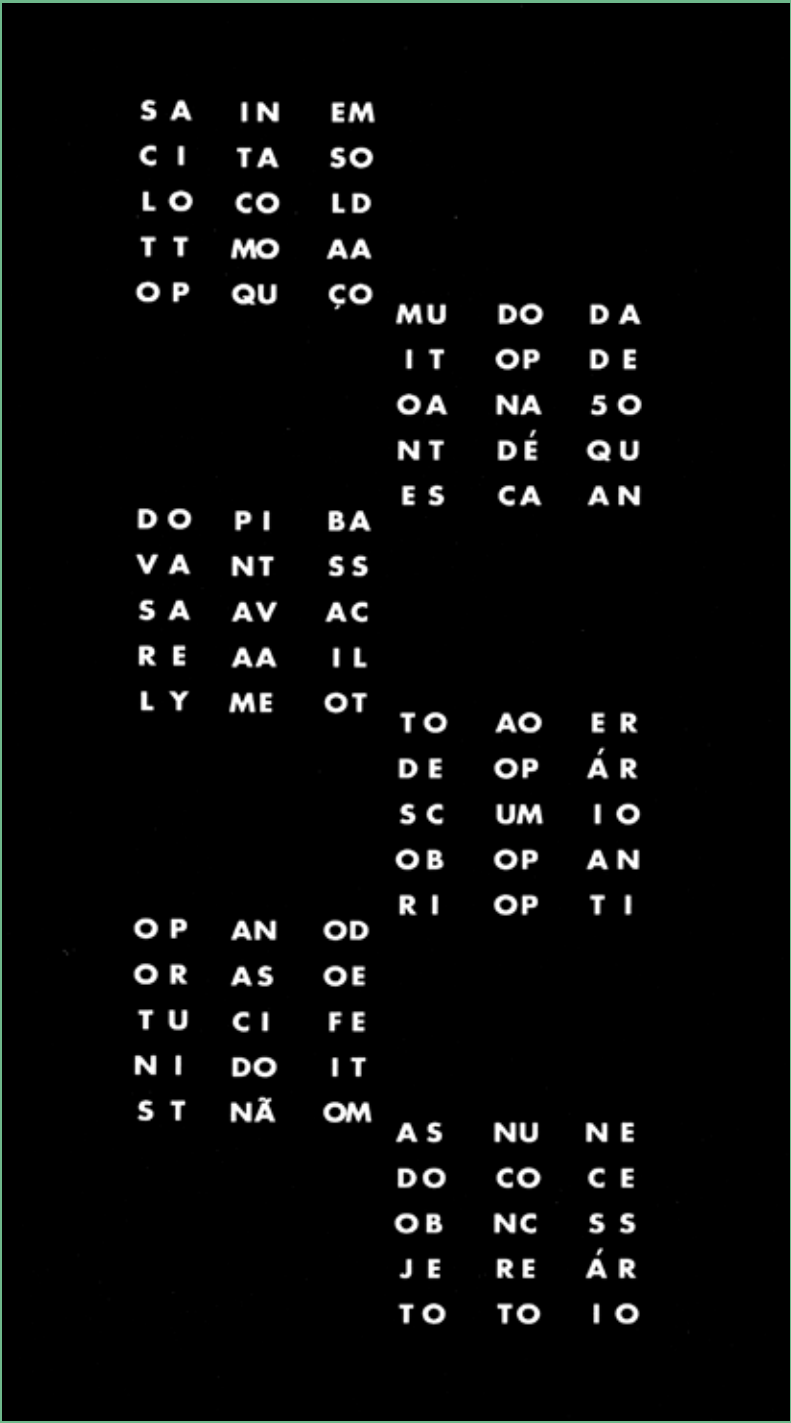 SA IN EM
CI TA SO
LO CO LD
TT MO AA
OP QU ÇO
MU DO DA
IT OP DE
OA NA 50
NT DÉ QU
ES CA AN
DO PI BA
VA NT SS
SA AV AC
RE AA IL
LY ME OT
TO AO ER
DE OP ÁR
SC UM IO
OB OP AN
RI OP TI
OP AN OD
OR AS OE
TU CI FE
NI DO IT
ST NÃ OM
AS NU NE
DO CO CE
OB NC SS
JE RE ÁR
TO TO IO